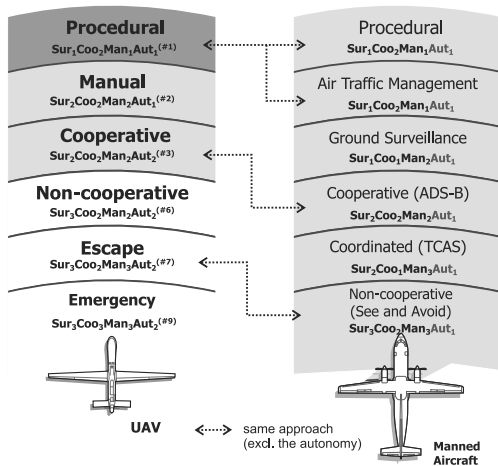 Procedural
Sur₁Coo₂Man₁Aut₁⁽#¹⁾
Manual
Sur₂Coo₂Man₂Aut₁⁽#²⁾
Cooperative
Sur₂Coo₂Man₂Aut₂⁽#³⁾
Non-cooperative
Sur₃Coo₂Man₂Aut₂⁽#⁶⁾
Escape
Sur₃Coo₂Man₃Aut₂⁽#⁷⁾
Emergency
Sur₃Coo₃Man₃Aut₂⁽#⁹⁾
UAV
Procedural
Sur₁Coo₂Man₁Aut₁
Air Traffic Management
Sur₁Coo₂Man₁Aut₁
Ground Surveillance
Sur₁Coo₁Man₂Aut₁
Cooperative (ADS-B)
Sur₂Coo₂Man₂Aut₁
Coordinated (TCAS)
Sur₂Coo₁Man₃Aut₁
Non-cooperative
(See and Avoid)
Sur₃Coo₂Man₃Aut₁
same approach
(excl. the autonomy)
Manned
Aircraft